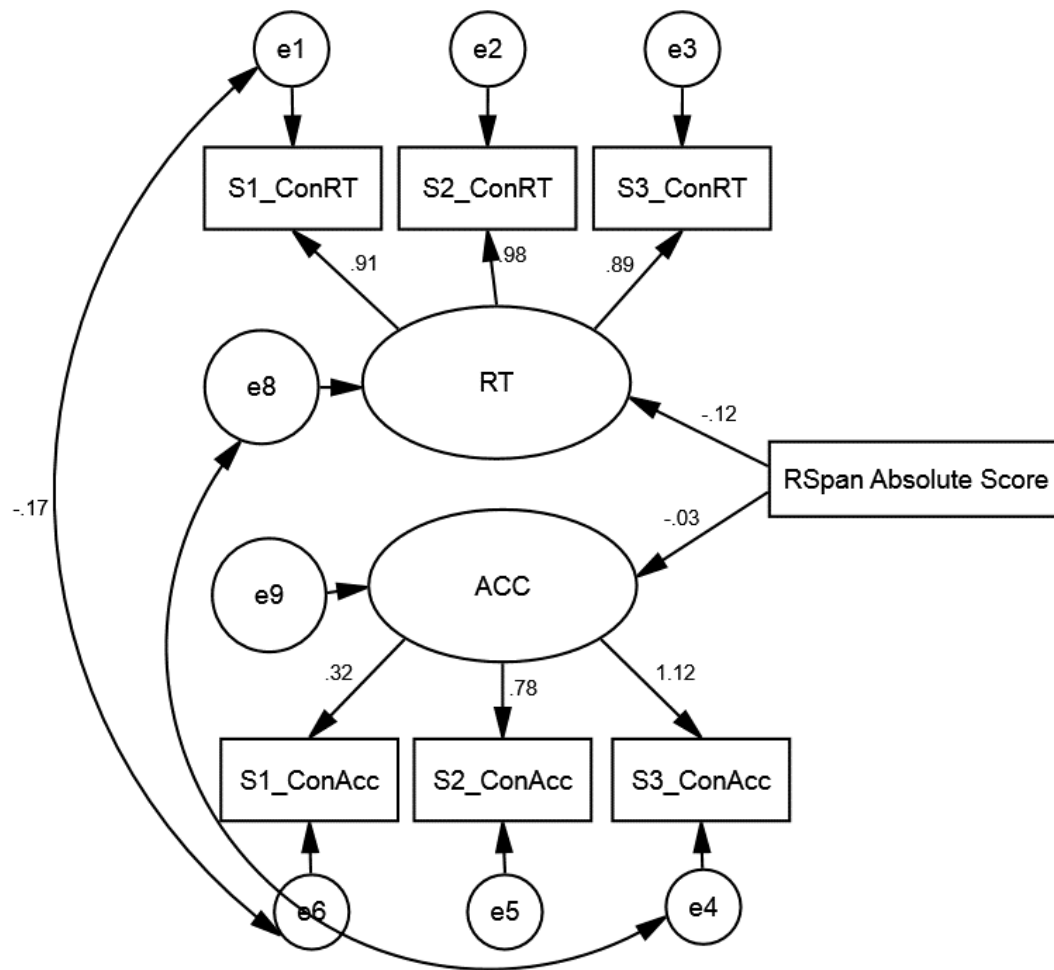 e1
e2
e3
S1_ConRT
S2_ConRT
S3_ConRT
.91
.98
.89
e8
RT
-.12
RSpan Absolute Score
-.17
-.03
e9
ACC
.32
.78
1.12
S1_ConAcc
S2_ConAcc
S3_ConAcc
e6
e5
e4